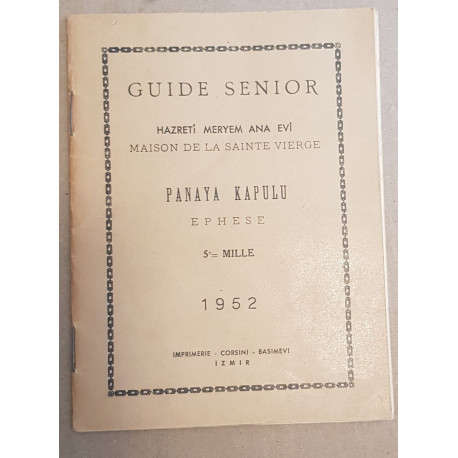 GUIDE SENIOR
HAZRETİ MERYEM ANA EVİ
MAISON DE LA SAINTE VIERGE
PANAYA KAPULU
EPHESE
5e= MILLE
1952
IMPRIMERIE - CORSINI - BASIMEVI
IZMIR